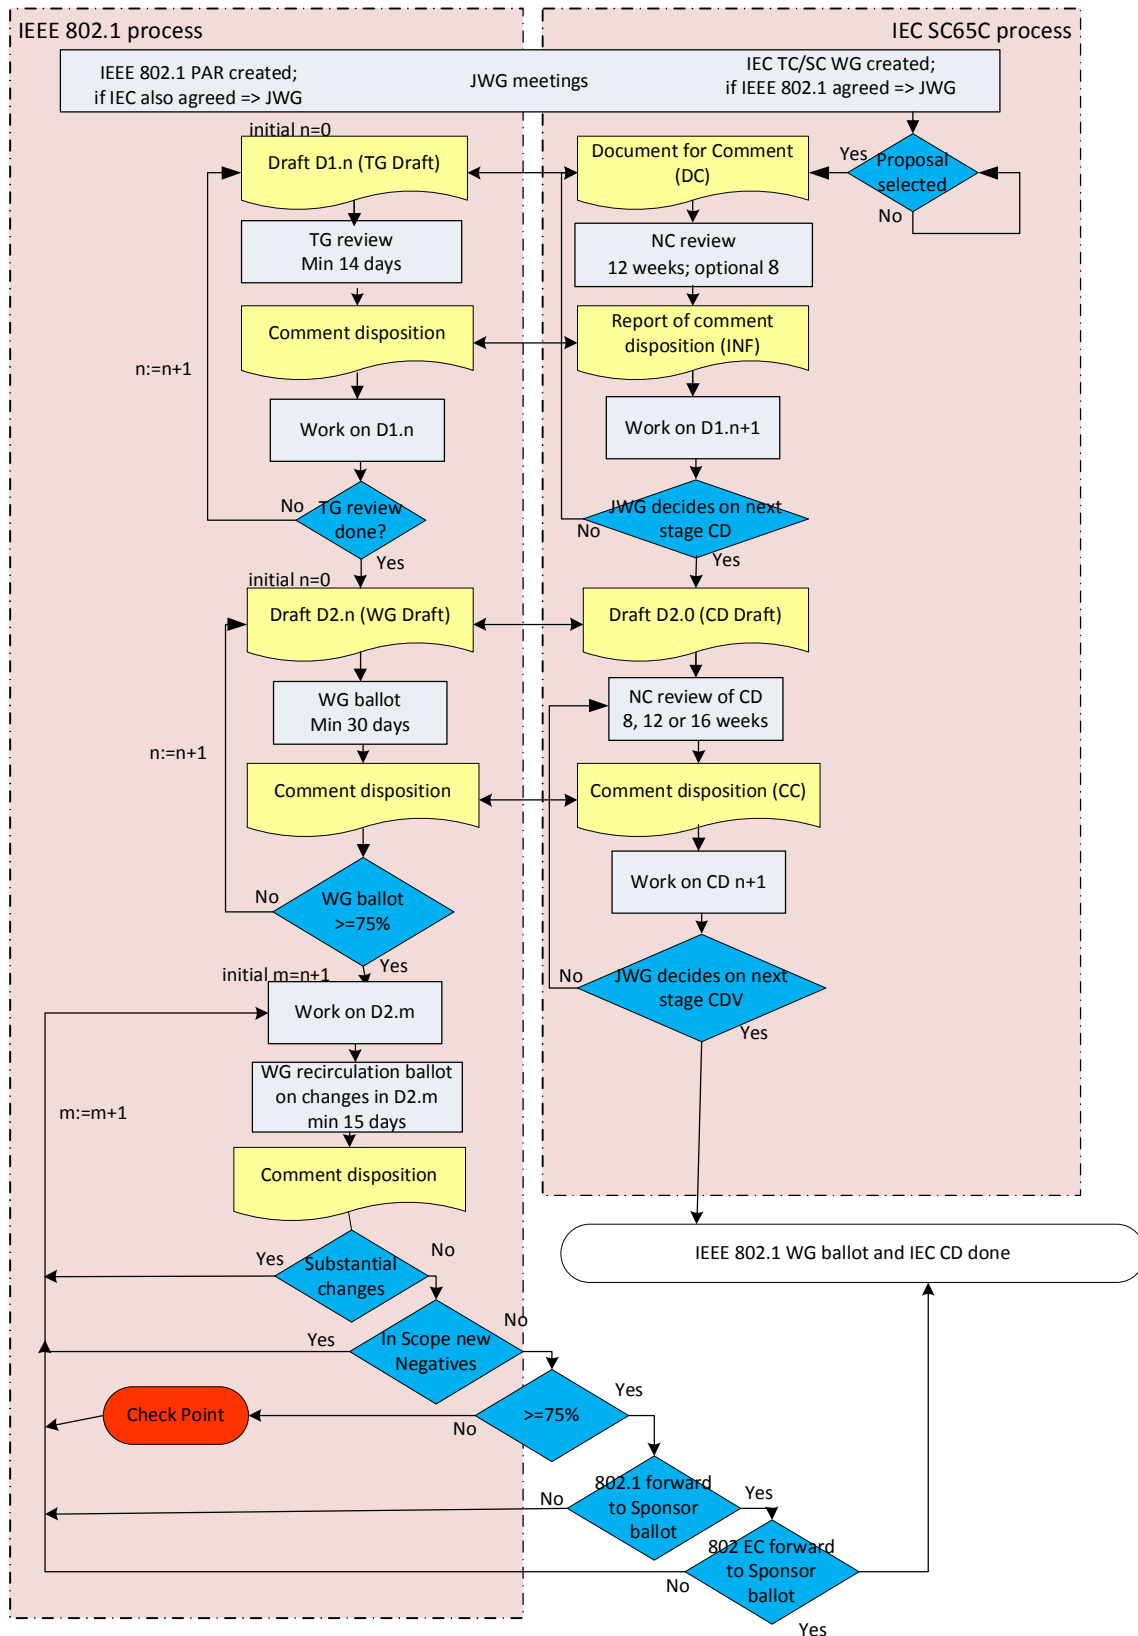 IEEE 802.1 process
IEC SC65C process
IEEE 802.1 PAR created;
if IEC also agreed => JWG
JWG meetings
IEC TC/SC WG created;
if IEEE 802.1 agreed => JWG
initial n=0
Draft D1.n (TG Draft)
Document for Comment
(DC)
Yes
Proposal
selected
No
TG review
Min 14 days
NC review
12 weeks; optional 8
Comment disposition
Report of comment
disposition (INF)
n:=n+1
Work on D1.n
Work on D1.n+1
No
TG review
done?
Yes
JWG decides on next
stage CD
No
Yes
initial n=0
Draft D2.n (WG Draft)
Draft D2.0 (CD Draft)
WG ballot
Min 30 days
NC review of CD
8, 12 or 16 weeks
n:=n+1
Comment disposition
Comment disposition (CC)
Work on CD n+1
No
WG ballot
>=75%
Yes
No
JWG decides on next
stage CDV
Yes
initial m=n+1
Work on D2.m
WG recirculation ballot
on changes in D2.m
min 15 days
m:=m+1
Comment disposition
Yes
Substantial
changes
No
IEEE 802.1 WG ballot and IEC CD done
Yes
In Scope new
Negatives
No
Check Point
No
>=75%
Yes
No
802.1 forward
to Sponsor
ballot
Yes
No
802 EC forward
to Sponsor
ballot
Yes